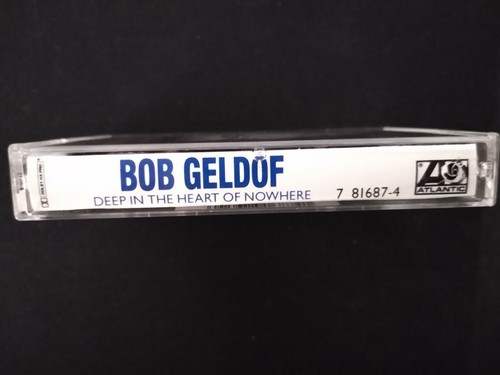 BOB GELDOF
DEEP IN THE HEART OF NOWHERE
7 81687-4
ATLANTIC